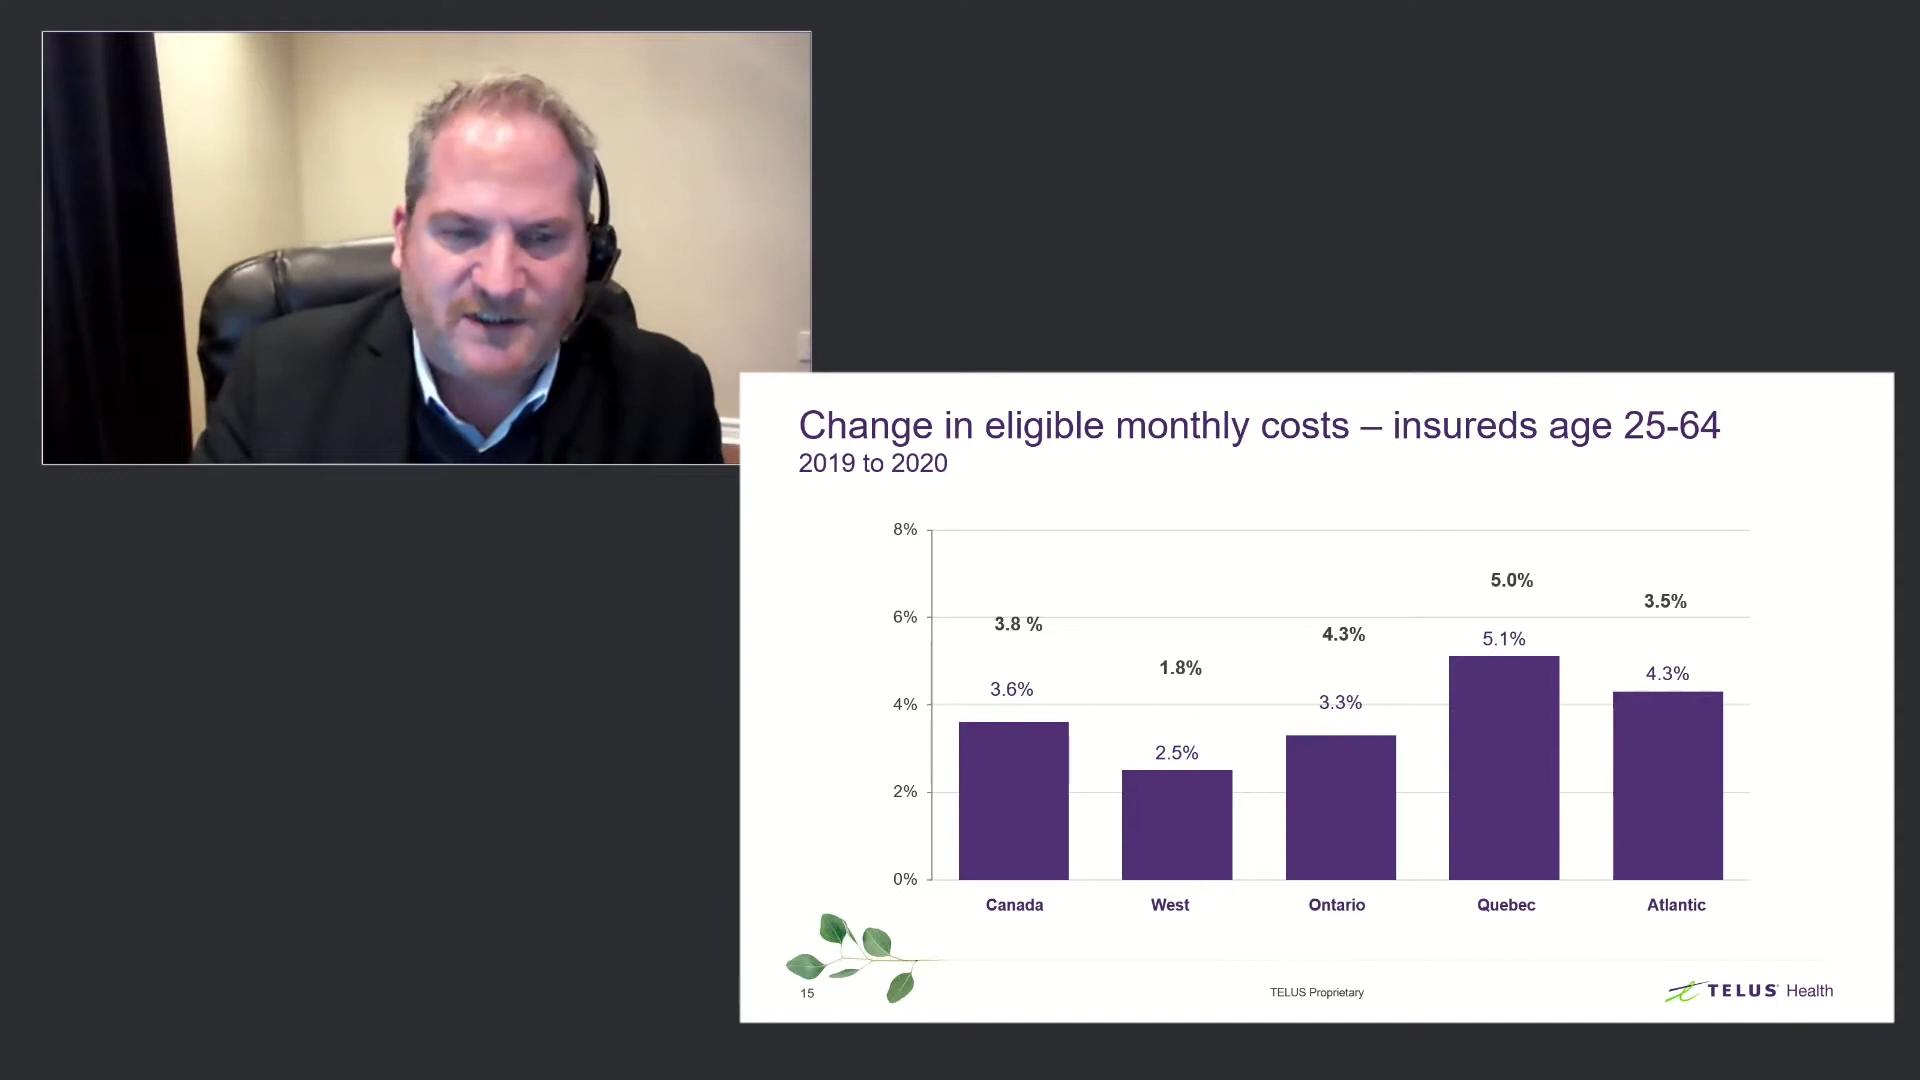 Change in eligible monthly costs – insureds age 25-64
2019 to 2020
8%
6%
4%
2%
0%
3.8 %
1.8%
4.3%
5.0%
3.5%
3.6%
2.5%
3.3%
5.1%
4.3%
Canada
West
Ontario
Quebec
Atlantic
15
TELUS Proprietary
TELUS Health